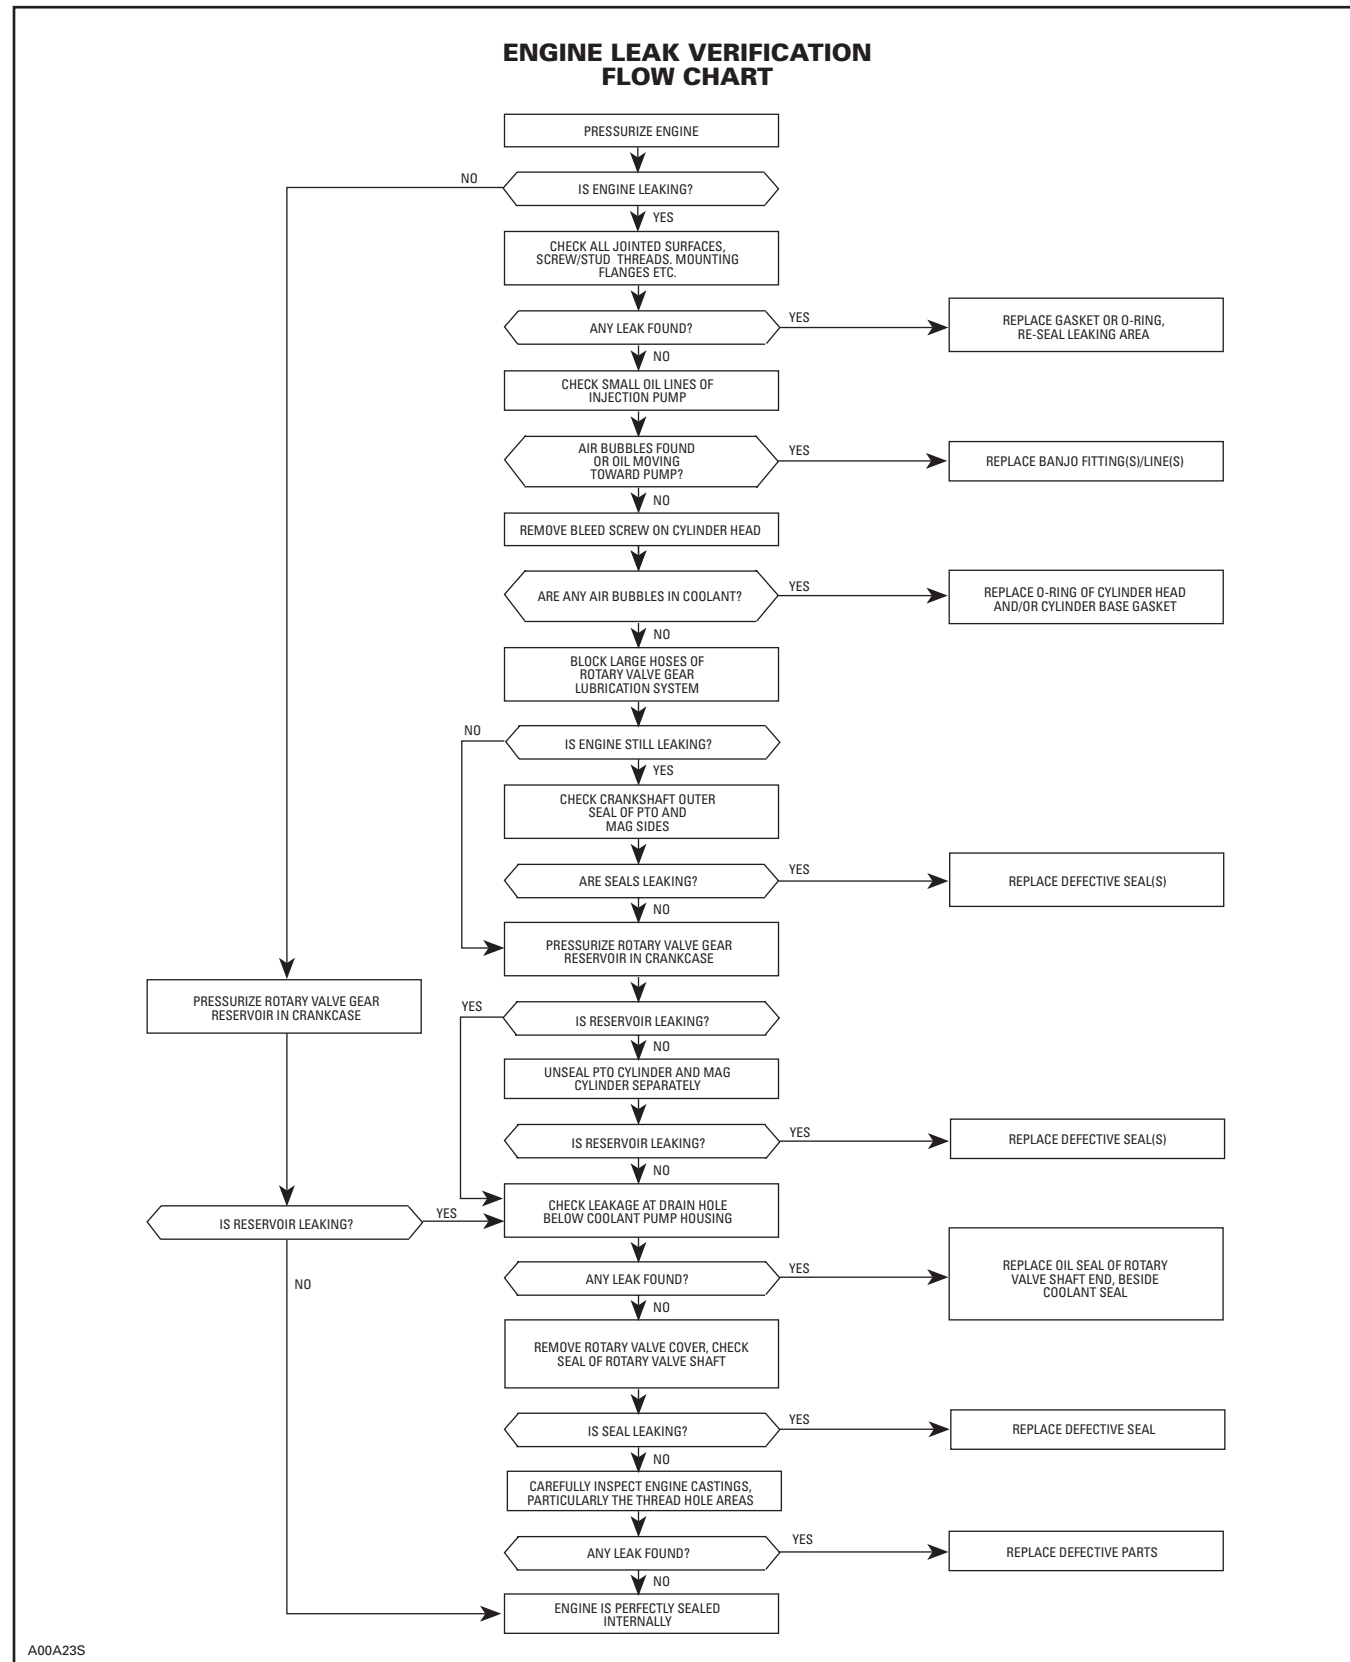 ENGINE LEAK VERIFICATION
FLOW CHART
PRESSURIZE ENGINE
NO
IS ENGINE LEAKING?
YES
CHECK ALL JOINTED SURFACES,
SCREW/STUD THREADS. MOUNTING
FLANGES ETC.
ANY LEAK FOUND?
YES
REPLACE GASKET OR O-RING,
RE-SEAL LEAKING AREA
NO
CHECK SMALL OIL LINES OF
INJECTION PUMP
AIR BUBBLES FOUND
OR OIL MOVING
TOWARD PUMP?
YES
REPLACE BANJO FITTING(S)/LINE(S)
NO
REMOVE BLEED SCREW ON CYLINDER HEAD
ARE ANY AIR BUBBLES IN COOLANT?
YES
REPLACE O-RING OF CYLINDER HEAD
AND/OR CYLINDER BASE GASKET
NO
BLOCK LARGE HOSES OF
ROTARY VALVE GEAR
LUBRICATION SYSTEM
NO
IS ENGINE STILL LEAKING?
YES
CHECK CRANKSHAFT OUTER
SEAL OF PTO AND
MAG SIDES
ARE SEALS LEAKING?
YES
REPLACE DEFECTIVE SEAL(S)
NO
PRESSURIZE ROTARY VALVE GEAR
RESERVOIR IN CRANKCASE
PRESSURIZE ROTARY VALVE GEAR
RESERVOIR IN CRANKCASE
YES
IS RESERVOIR LEAKING?
NO
UNSEAL PTO CYLINDER AND MAG
CYLINDER SEPARATELY
IS RESERVOIR LEAKING?
YES
REPLACE DEFECTIVE SEAL(S)
NO
CHECK LEAKAGE AT DRAIN HOLE
BELOW COOLANT PUMP HOUSING
IS RESERVOIR LEAKING?
YES
NO
ANY LEAK FOUND?
YES
REPLACE OIL SEAL OF ROTARY
VALVE SHAFT END, BESIDE
COOLANT SEAL
NO
REMOVE ROTARY VALVE COVER, CHECK
SEAL OF ROTARY VALVE SHAFT
IS SEAL LEAKING?
YES
REPLACE DEFECTIVE SEAL
NO
CAREFULLY INSPECT ENGINE CASTINGS,
PARTICULARLY THE THREAD HOLE AREAS
ANY LEAK FOUND?
YES
REPLACE DEFECTIVE PARTS
NO
ENGINE IS PERFECTLY SEALED
INTERNALLY
A00A23S